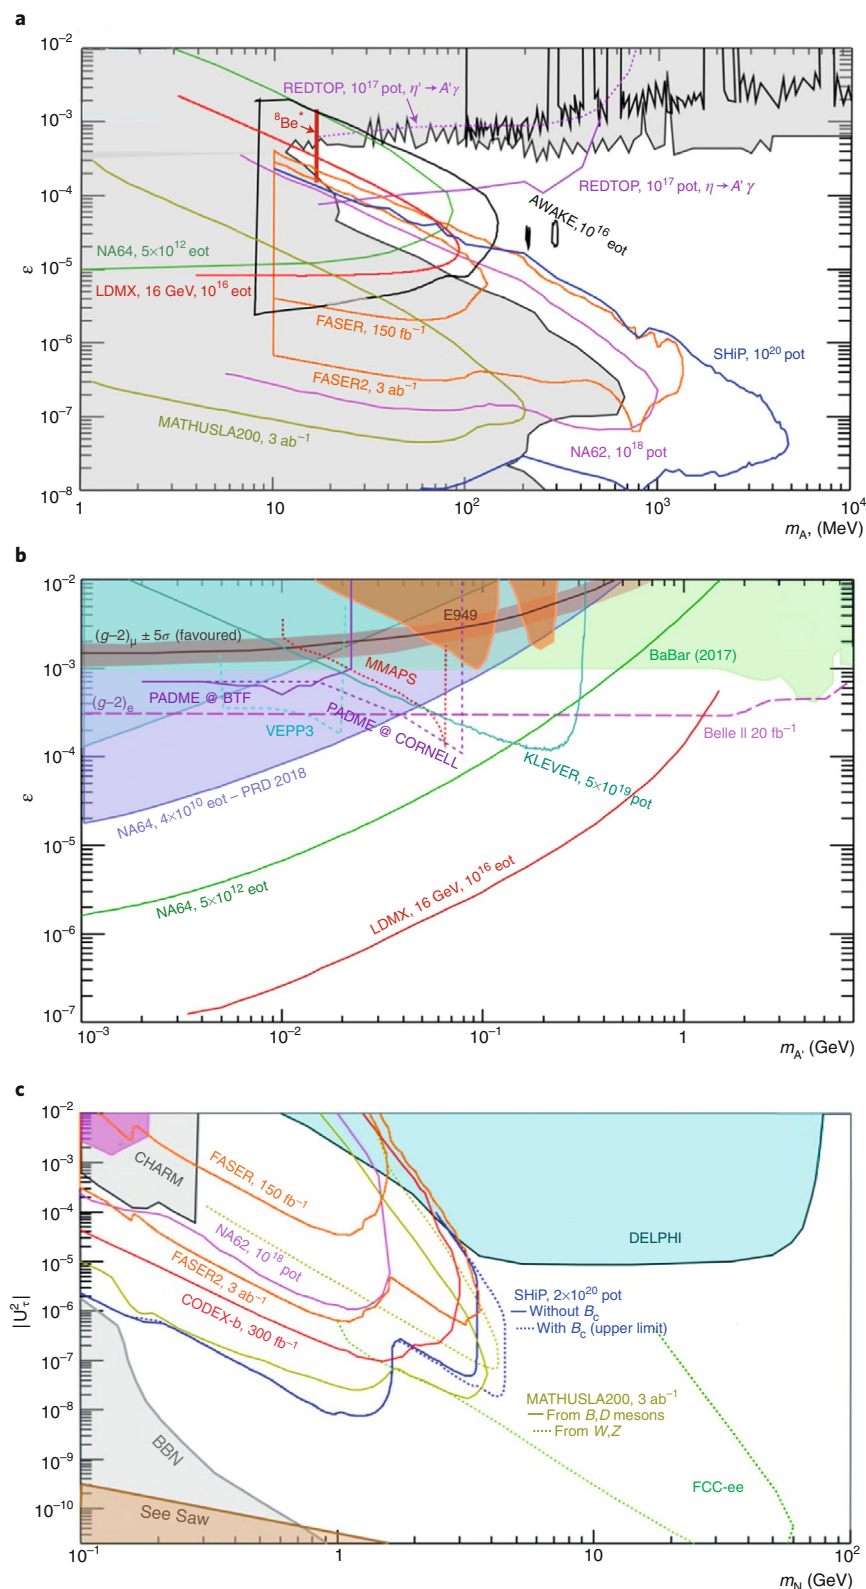 a
10⁻²
REDTOP, 10¹⁷ pot, η' → A'γ
10⁻³
⁸Be*
REDTOP, 10¹⁷ pot, η → A'γ
10⁻⁴
AWAKE, 10¹⁶ eot
NA64, 5×10¹² eot
ε
10⁻⁵
LDMX, 16 GeV, 10¹⁶ eot
FASER, 150 fb⁻¹
10⁻⁶
SHiP, 10²⁰ pot
FASER2, 3 ab⁻¹
10⁻⁷
MATHUSLA200, 3 ab⁻¹
NA62, 10¹⁸ pot
10⁻⁸
1 10 10² 10³ 10⁴
m_A' (MeV)
b
10⁻²
E949
(g–2)_μ ± 5σ (favoured)
BaBar (2017)
10⁻³
MMAPS
PADME @ BTF
(g–2)_e
PADME @ CORNELL
VEPP3
Belle II 20 fb⁻¹
10⁻⁴
KLEVER, 5×10¹⁹ pot
ε
NA64, 4×10¹⁰ eot – PRD 2018
10⁻⁵
NA64, 5×10¹² eot
LDMX, 16 GeV, 10¹⁶ eot
10⁻⁶
10⁻⁷
10⁻³ 10⁻² 10⁻¹ 1
m_A' (GeV)
c
10⁻²
10⁻³
CHARM
FASER, 150 fb⁻¹
10⁻⁴
NA62, 10¹⁸ pot
DELPHI
10⁻⁵
FASER2, 3 ab⁻¹
SHiP, 2×10²⁰ pot
Without B_c
With B_c (upper limit)
|U²_τ|
10⁻⁶
CODEX-b, 300 fb⁻¹
10⁻⁷
MATHUSLA200, 3 ab⁻¹
From B,D mesons
From W,Z
10⁻⁸
BBN
10⁻⁹
FCC-ee
10⁻¹⁰
See Saw
10⁻¹ 1 10 10²
m_N (GeV)